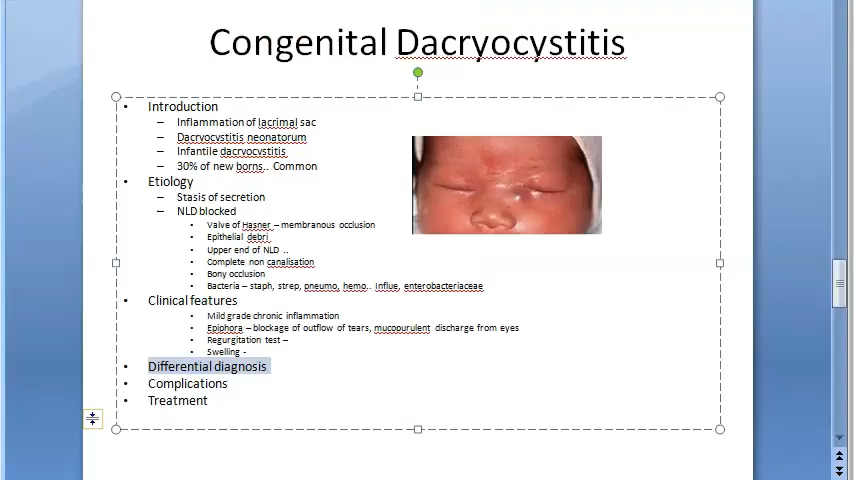 Congenital Dacryocystitis
• Introduction
– Inflammation of lacrimal sac
– Dacryocystitis neonatorum
– Infantile dacryocystitis
– 30% of new borns.. Common
• Etiology
– Stasis of secretion
– NLD blocked
• Valve of Hasner – membranous occlusion
• Epithelial debri
• Upper end of NLD ..
• Complete non canalisation
• Bony occlusion
• Bacteria – staph, strep, pneumo, hemo.. Influe, enterobacteriaceae
• Clinical features
• Mild grade chronic inflammation
• Epiphora – blockage of outflow of tears, mucopurulent discharge from eyes
• Regurgitation test –
• Swelling -
• Differential diagnosis
• Complications
• Treatment